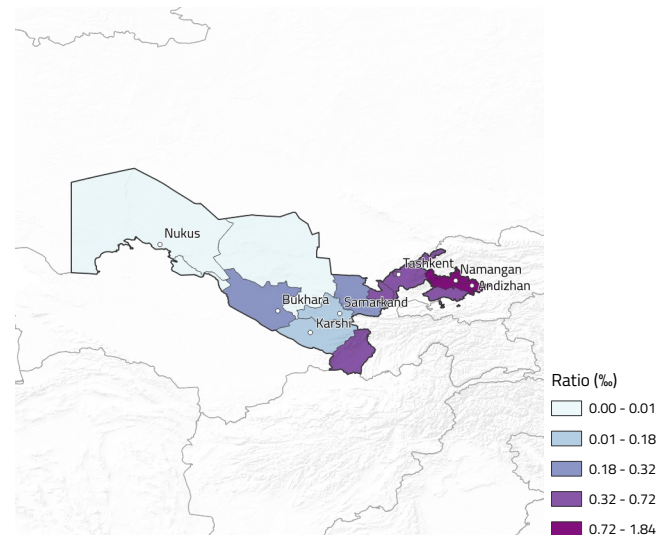 Nukus
Tashkent
Namangan
Andizhan
Bukhara
Samarkand
Karshi
Ratio (‰)
0.00 - 0.01
0.01 - 0.18
0.18 - 0.32
0.32 - 0.72
0.72 - 1.84